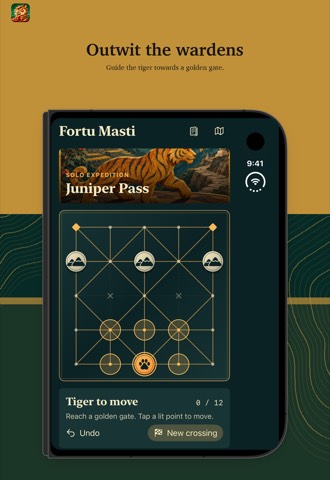 Outwit the wardens
Guide the tiger towards a golden gate.
Fortu Masti
9:41
SOLO EXPEDITION
Juniper Pass
Tiger to move
0 / 12
Reach a golden gate. Tap a lit point to move.
Undo
New crossing